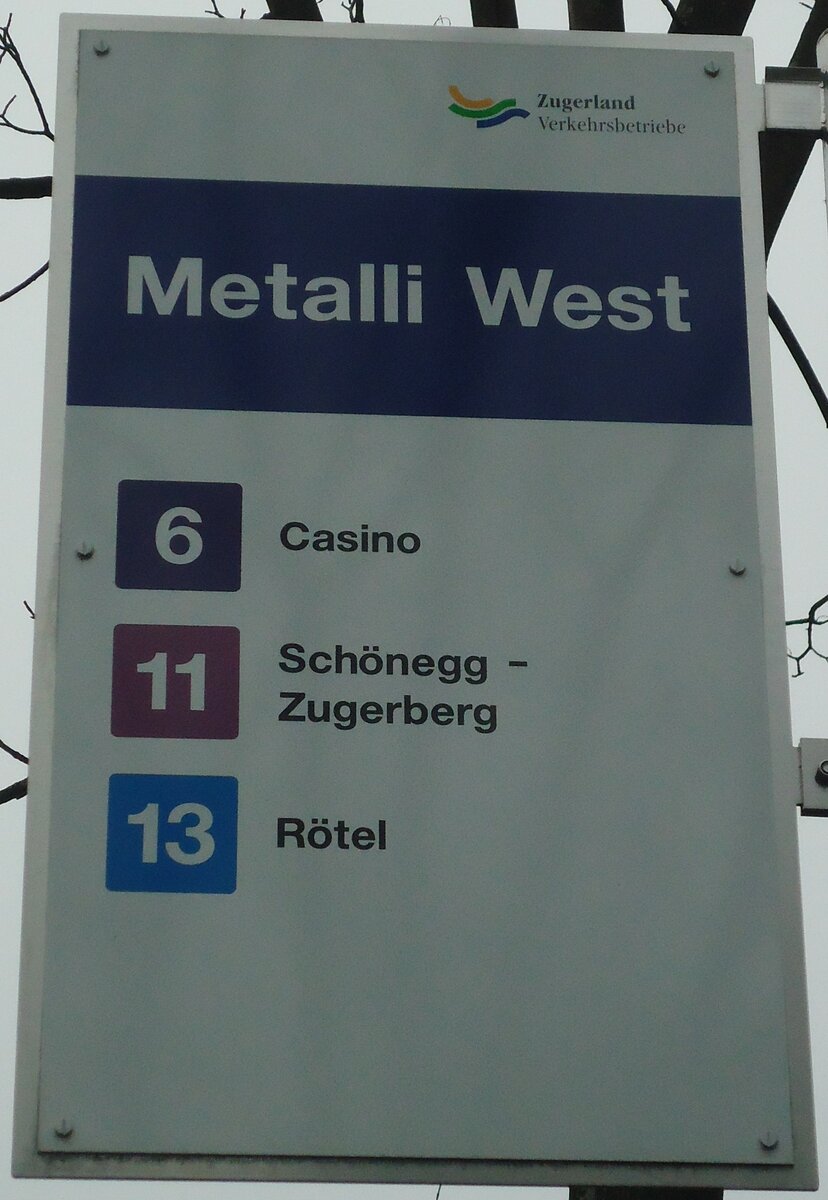 Zugerland
Verkehrsbetriebe
Metalli West
6 Casino
11 Schönegg -
Zugerberg
13 Rötel